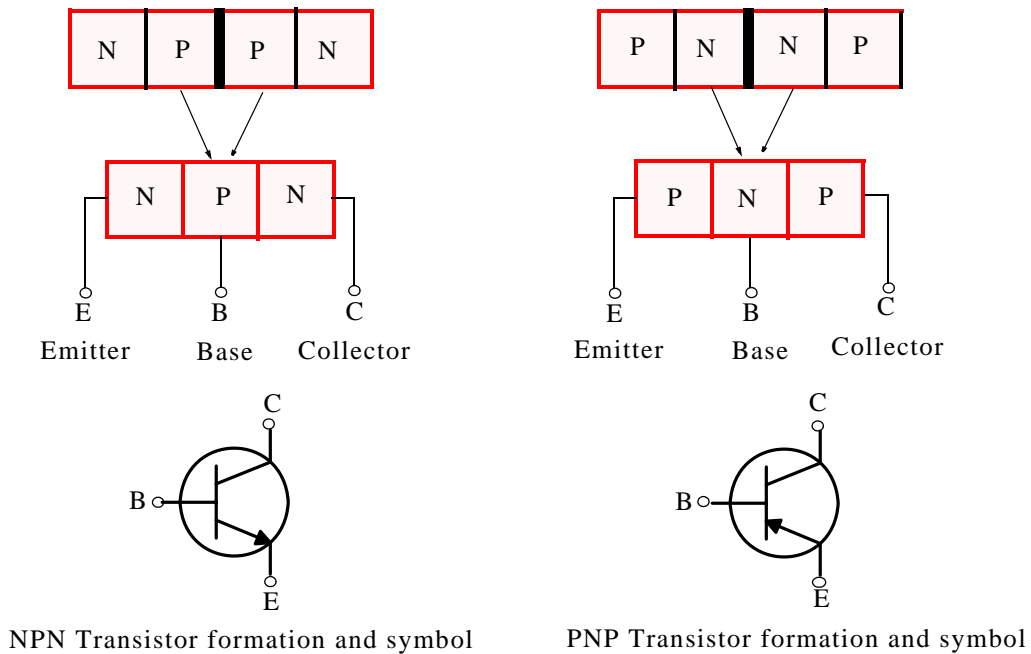 N P P N
P N N P
N P N
P N P
E B C
E B C
Emitter Base Collector
Emitter Base Collector
C
C
B
B
E
E
NPN Transistor formation and symbol
PNP Transistor formation and symbol